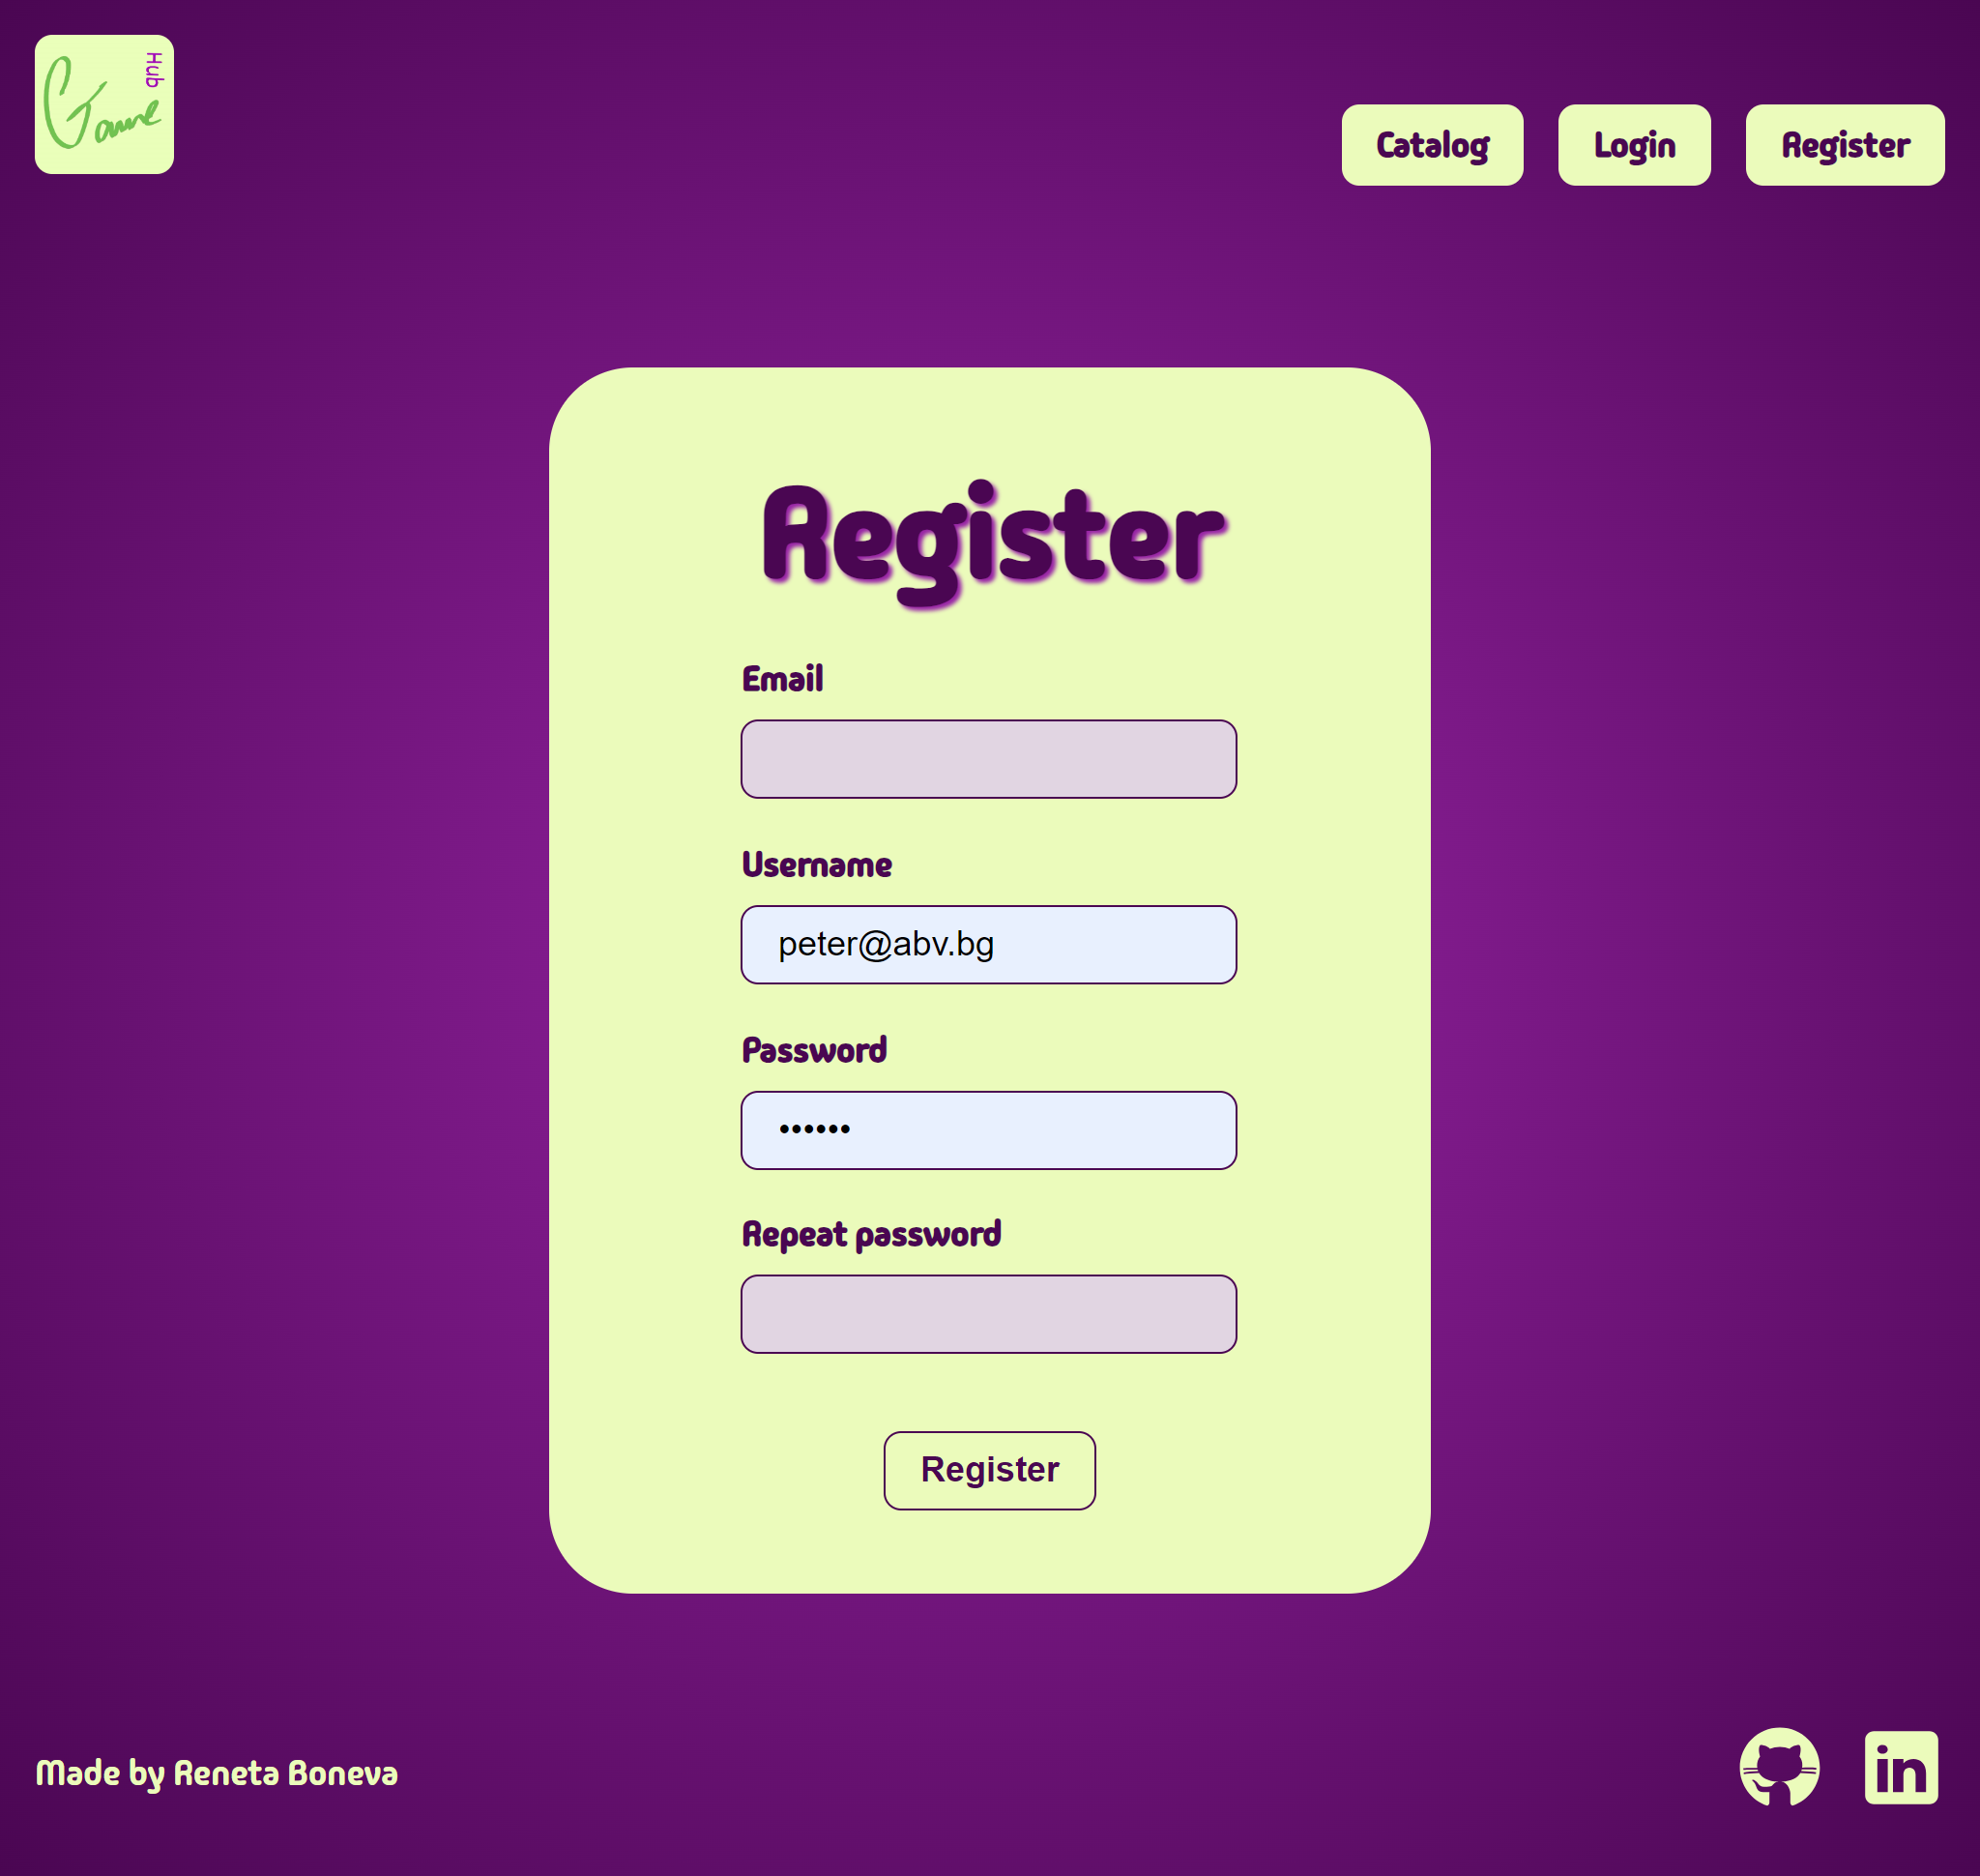 Game
Hub
Catalog
Login
Register
Register
Email
Username
peter@abv.bg
Password
••••••
Repeat password
Register
Made by Reneta Boneva
in